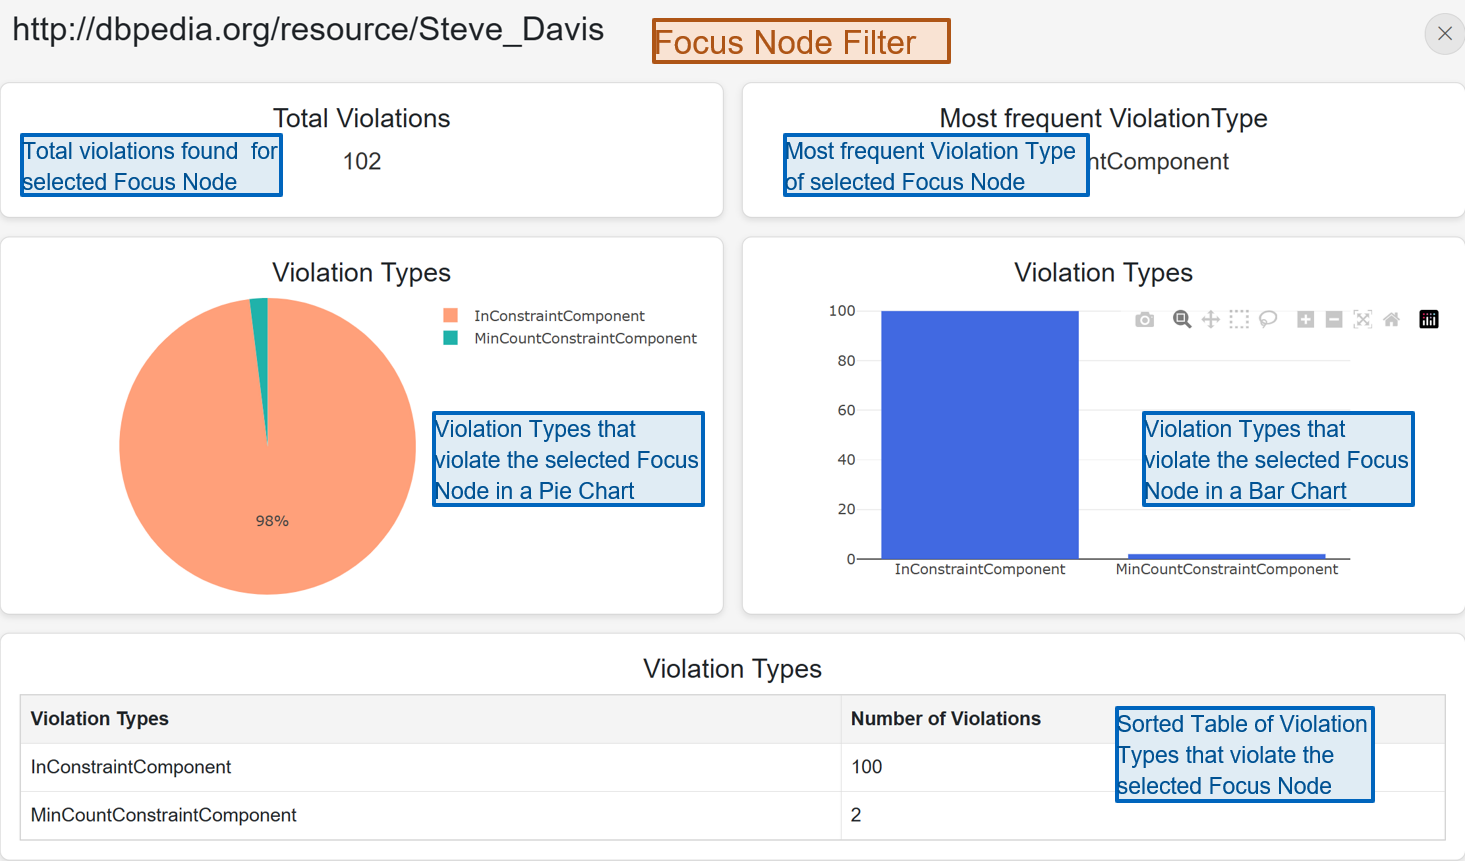 http://dbpedia.org/resource/Steve_Davis
Focus Node Filter
Total Violations
Total violations found for
selected Focus Node
102
Most frequent ViolationType
Most frequent Violation Type
of selected Focus Node
ntComponent
Violation Types
InConstraintComponent
MinCountConstraintComponent
98%
Violation Types that
violate the selected Focus
Node in a Pie Chart
Violation Types
100
80
60
40
20
0
InConstraintComponent MinCountConstraintComponent
Violation Types that
violate the selected Focus
Node in a Bar Chart
Violation Types
Violation Types Number of Violations
InConstraintComponent 100
MinCountConstraintComponent 2
Sorted Table of Violation
Types that violate the
selected Focus Node